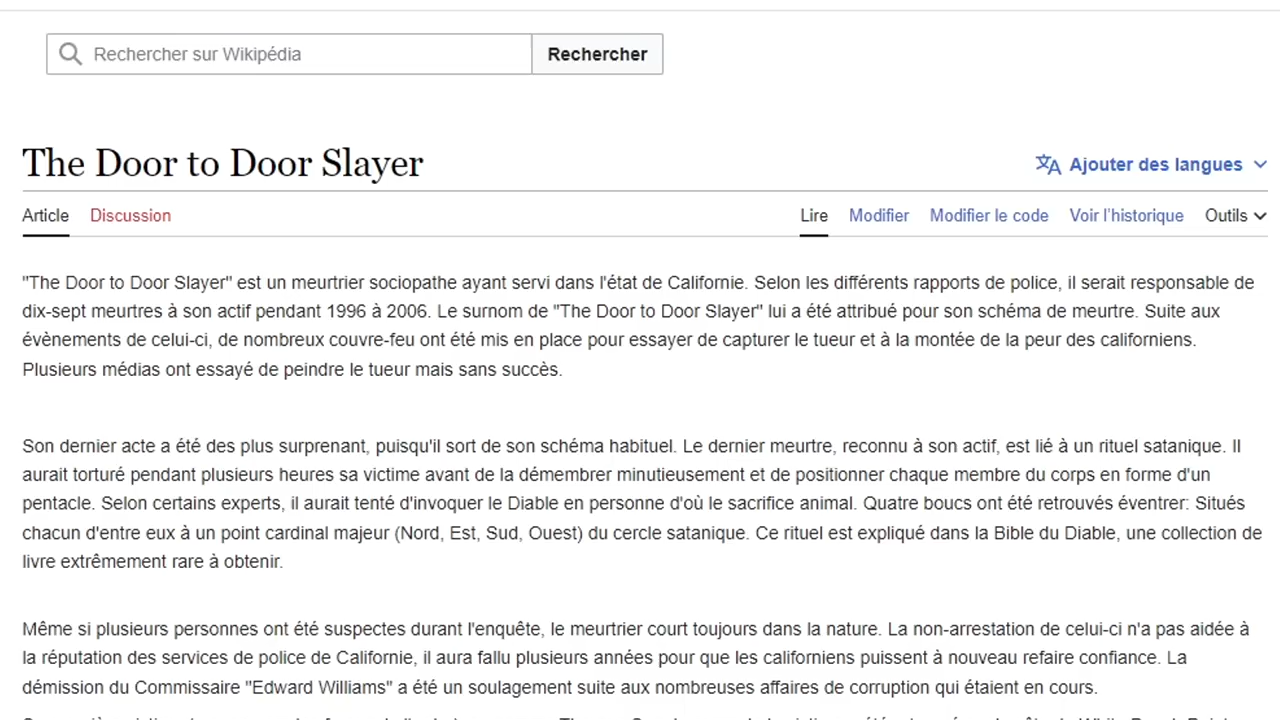 Rechercher sur Wikipédia
Rechercher
The Door to Door Slayer
Ajouter des langues
Article Discussion Lire Modifier Modifier le code Voir l'historique Outils
"The Door to Door Slayer" est un meurtrier sociopathe ayant servi dans l'état de Californie. Selon les différents rapports de police, il serait responsable de
dix-sept meurtres à son actif pendant 1996 à 2006. Le surnom de "The Door to Door Slayer" lui a été attribué pour son schéma de meurtre. Suite aux
évènements de celui-ci, de nombreux couvre-feu ont été mis en place pour essayer de capturer le tueur et à la montée de la peur des californiens.
Plusieurs médias ont essayé de peindre le tueur mais sans succès.
Son dernier acte a été des plus surprenant, puisqu'il sort de son schéma habituel. Le dernier meurtre, reconnu à son actif, est lié à un rituel satanique. Il
aurait torturé pendant plusieurs heures sa victime avant de la démembrer minutieusement et de positionner chaque membre du corps en forme d'un
pentacle. Selon certains experts, il aurait tenté d'invoquer le Diable en personne d'où le sacrifice animal. Quatre boucs ont été retrouvés éventrer: Situés
chacun d'entre eux à un point cardinal majeur (Nord, Est, Sud, Ouest) du cercle satanique. Ce rituel est expliqué dans la Bible du Diable, une collection de
livre extrêmement rare à obtenir.
Même si plusieurs personnes ont été suspectes durant l'enquête, le meurtrier court toujours dans la nature. La non-arrestation de celui-ci n'a pas aidée à
la réputation des services de police de Californie, il aura fallu plusieurs années pour que les californiens puissent à nouveau refaire confiance. La
démission du Commissaire "Edward Williams" a été un soulagement suite aux nombreuses affaires de corruption qui étaient en cours.